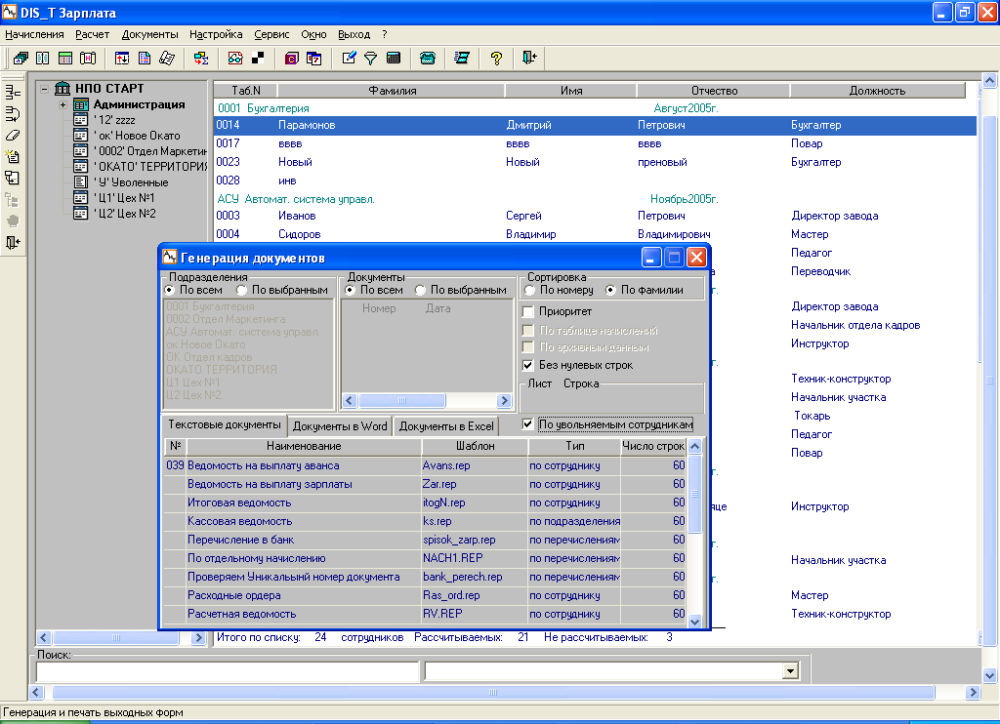 DIS_T Зарплата
Начисления Расчет Документы Настройка Сервис Окно Выход ?
НПО СТАРТ
Администрация
'12' zzzz
'ок' Новое Окато
'0002' Отдел Маркетин
'ОКАТО' ТЕРРИТОРИЯ
'У' Уволенные
'Ц1' Цех №1
'Ц2' Цех №2
Таб.N Фамилия Имя Отчество Должность
0001 Бухгалтерия Август2005г.
0014 Парамонов Дмитрий Петрович Бухгалтер
0017 вввв вввв вввв Повар
0023 Новый Новый преновый Бухгалтер
0028 инв
АСУ Автомат. система управл. Ноябрь2005г.
0003 Иванов Сергей Петрович Директор завода
0004 Сидоров Владимир Владимирович Мастер
Педагог
а Переводчик
г.
Директор завода
Начальник отдела кадров
Инструктор
г.
Техник-конструктор
Начальник участка
Токарь
Педагог
Повар
г.
яце Инструктор
г.
Начальник участка
г.
Мастер
Техник-конструктор
Генерация документов
Подразделения
По всем По выбранным
0001 Бухгалтерия
0002 Отдел Маркетинга
АСУ Автомат. система управл.
ок Новое Окато
ОК Отдел кадров
ОКАТО ТЕРРИТОРИЯ
Ц1 Цех №1
Ц2 Цех №2
Документы
По всем По выбранным
Номер Дата
Сортировка
По номеру По фамилии
Приоритет
По таблице начислений
По архивным данным
Без нулевых строк
Лист Строка
По увольняемым сотрудникам
Текстовые документы Документы в Word Документы в Excel
№ Наименование Шаблон Тип Число строк
039 Ведомость на выплату аванса Avans.rep по сотруднику 60
Ведомость на выплату зарплаты Zar.rep по сотруднику 60
Итоговая ведомость itogN.rep по сотруднику 60
Кассовая ведомость ks.rep по подразделения 60
Перечисление в банк spisok_zarp.rep по перечислениям 60
По отдельному начислению NACH1.REP по перечислениям 60
Проверяем Уникальынй номер документа bank_perech.rep по перечислениям 60
Расходные ордера Ras_ord.rep по сотруднику 60
Расчетная ведомость RV.REP по сотруднику 60
Итого по списку: 24 сотрудников Рассчитываемых: 21 Не рассчитываемых: 3
Поиск:
Генерация и печать выходных форм